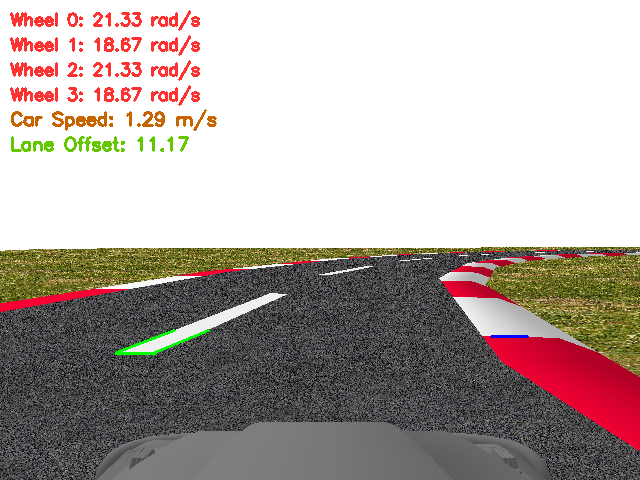 Wheel 0: 21.33 rad/s
Wheel 1: 18.67 rad/s
Wheel 2: 21.33 rad/s
Wheel 3: 18.67 rad/s
Car Speed: 1.29 m/s
Lane Offset: 11.17